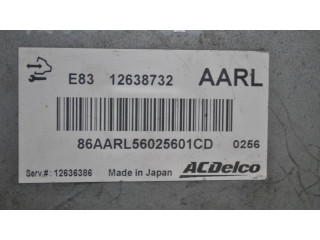 E83 12638732 AARL
86AARL56025601CD 0256
Serv.#: 12636386 Made in Japan ACDelco